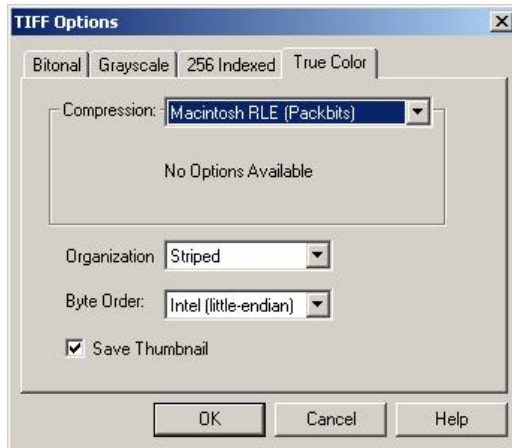 TIFF Options
Bitonal Grayscale 256 Indexed True Color
Compression: Macintosh RLE (Packbits)
No Options Available
Organization Striped
Byte Order: Intel (little-endian)
Save Thumbnail
OK Cancel Help